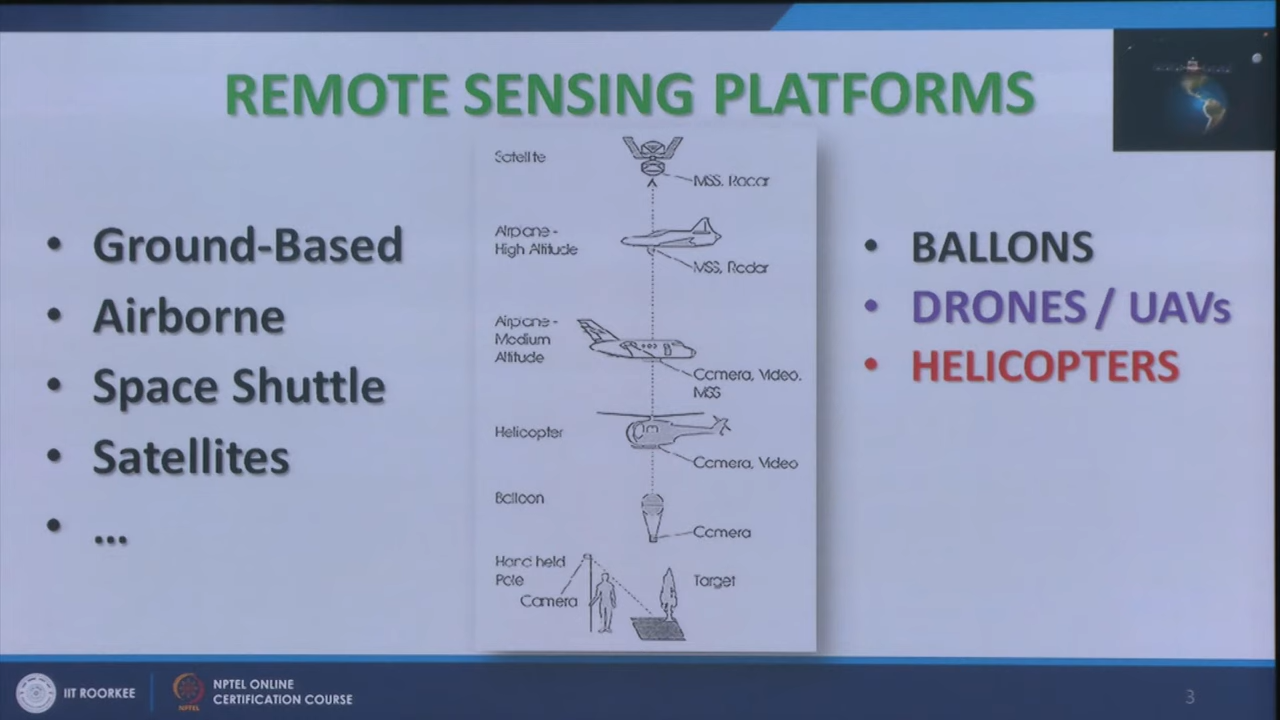 REMOTE SENSING PLATFORMS
• Ground-Based
• Airborne
• Space Shuttle
• Satellites
• ...
Satellite
MSS, Radar
Airplane -
High Altitude
MSS, Radar
Airplane -
Medium
Altitude
Camera, Video,
MSS
Helicopter
Camera, Video
Balloon
Camera
Hand held
Pole
Camera
Target
• BALLONS
• DRONES / UAVs
• HELICOPTERS
IIT ROORKEE
NPTEL ONLINE
CERTIFICATION COURSE
3